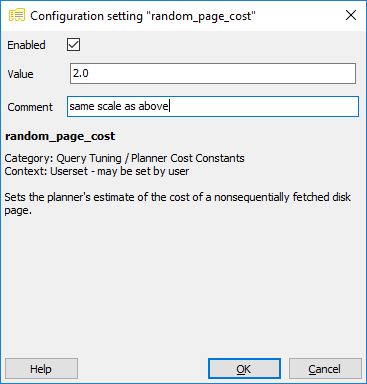 Configuration setting "random_page_cost"
Enabled
Value 2.0
Comment same scale as above
random_page_cost
Category: Query Tuning / Planner Cost Constants
Context: Userset - may be set by user
Sets the planner's estimate of the cost of a nonsequentially fetched disk
page.
Help OK Cancel